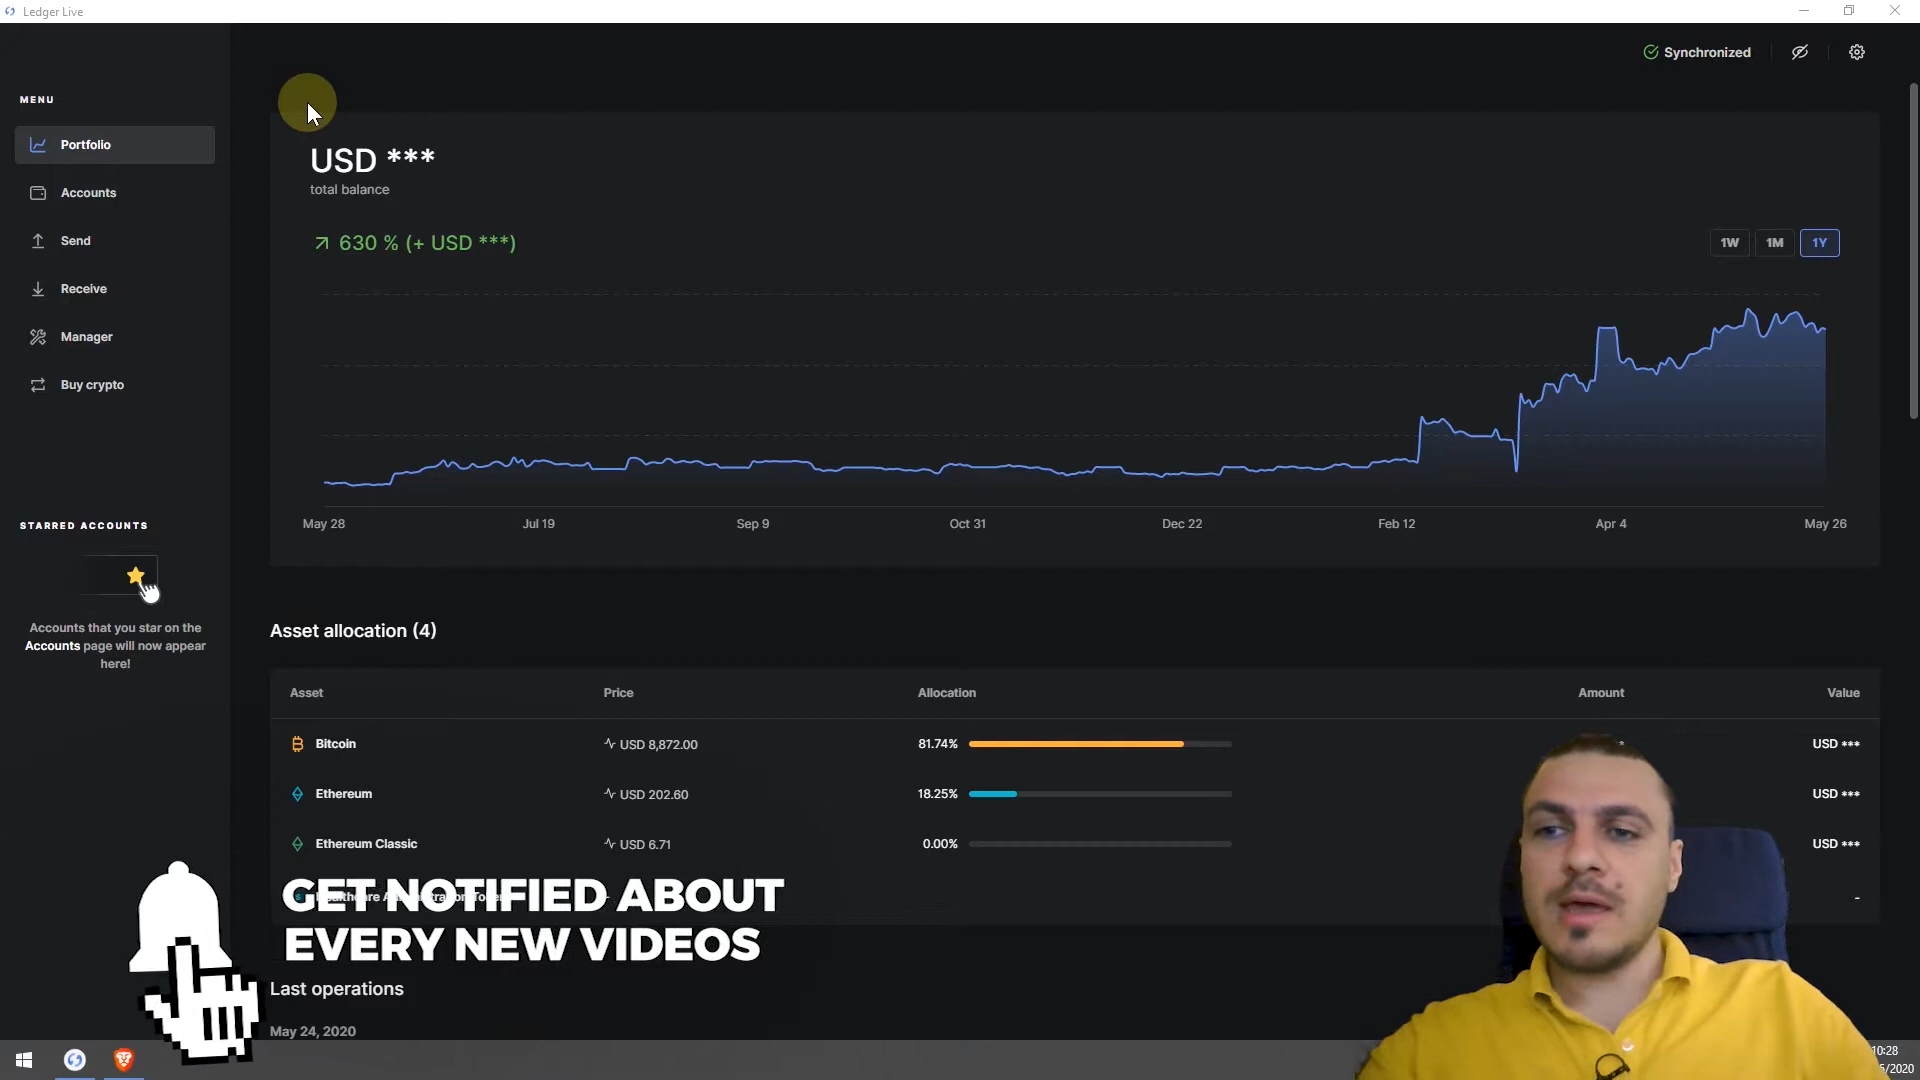 Ledger Live
Synchronized
MENU
Portfolio
Accounts
Send
Receive
Manager
Buy crypto
STARRED ACCOUNTS
Accounts that you star on the
Accounts page will now appear
here!
USD ***
total balance
630 % (+ USD ***)
1W 1M 1Y
May 28 Jul 19 Sep 9 Oct 31 Dec 22 Feb 12 Apr 4 May 26
Asset allocation (4)
Asset Price Allocation Amount Value
Bitcoin USD 8,872.00 81.74% USD ***
Ethereum USD 202.60 18.25% USD ***
Ethereum Classic USD 6.71 0.00% USD ***
-
GET NOTIFIED ABOUT
EVERY NEW VIDEOS
Last operations
May 24, 2020
10:28
5/2020